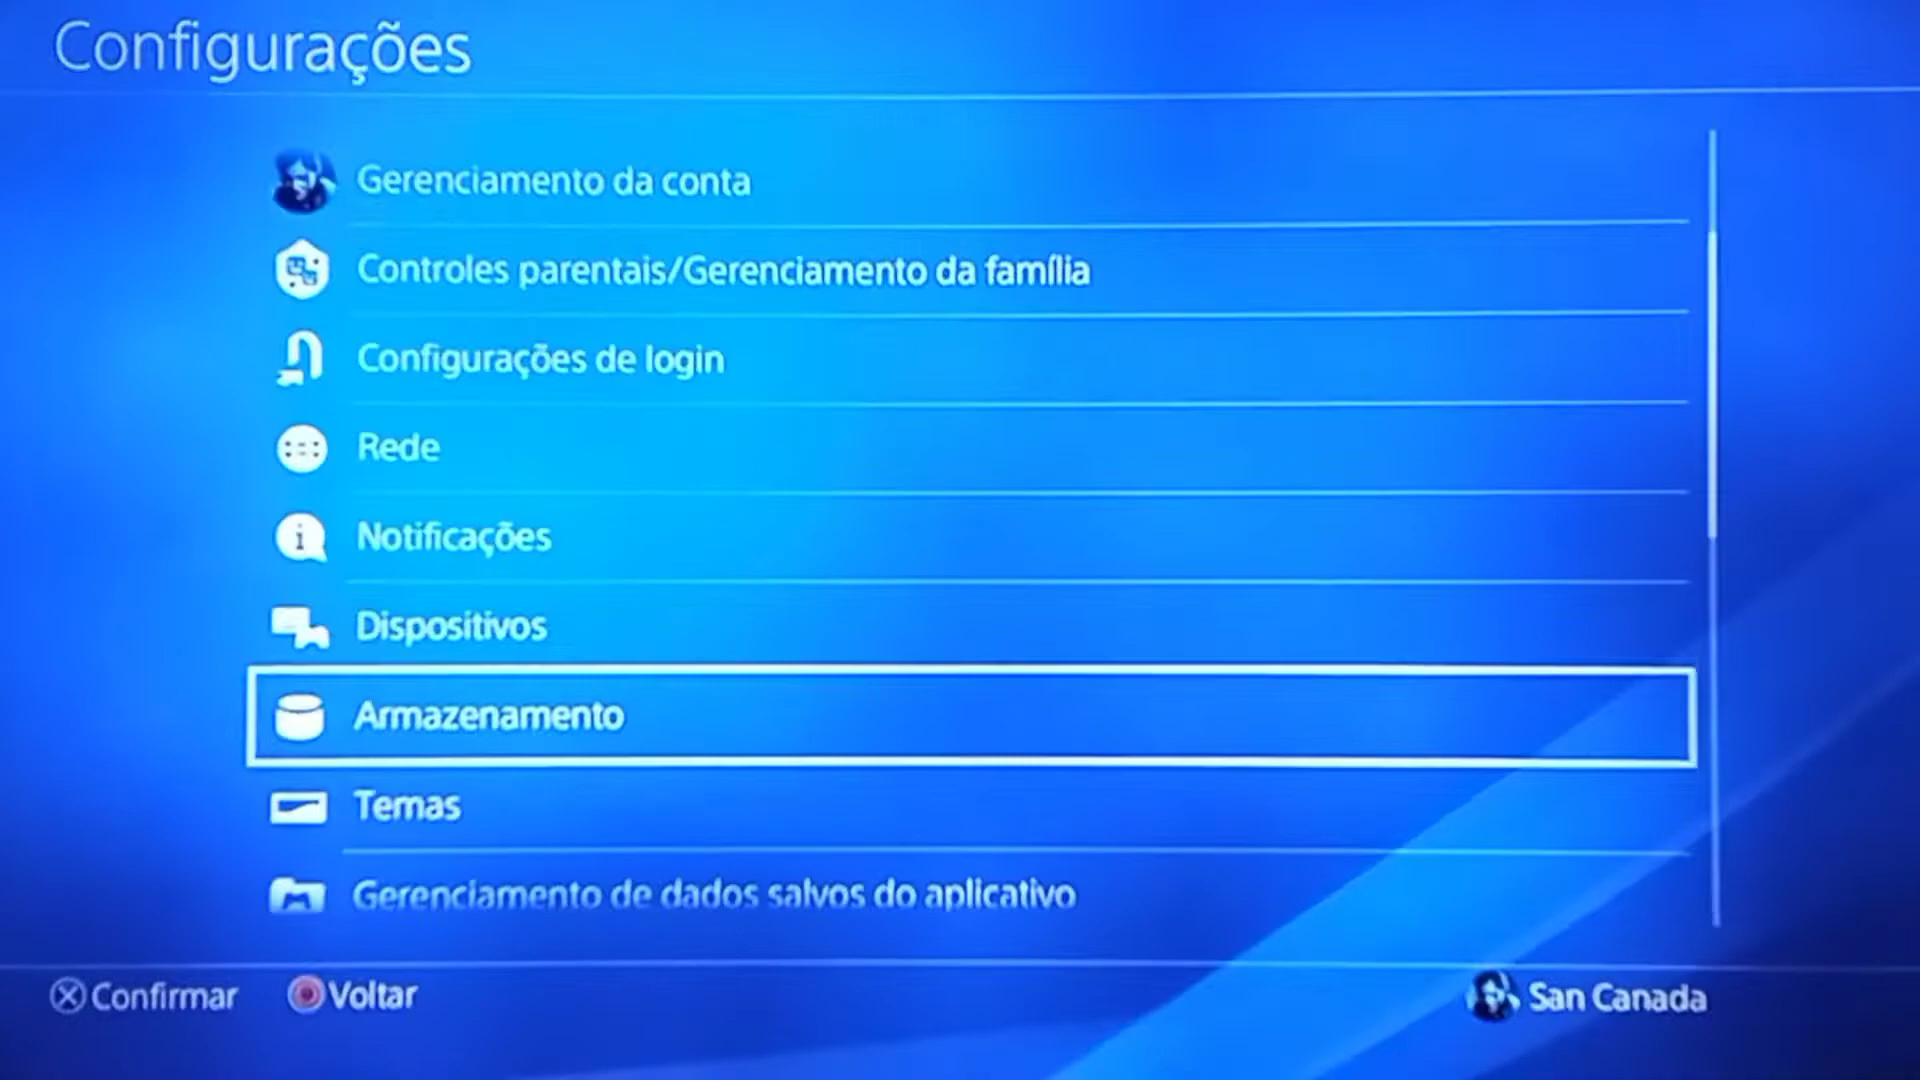 Configurações
Gerenciamento da conta
Controles parentais/Gerenciamento da família
Configurações de login
Rede
Notificações
Dispositivos
Armazenamento
Temas
Gerenciamento de dados salvos do aplicativo
Confirmar
Voltar
San Canada